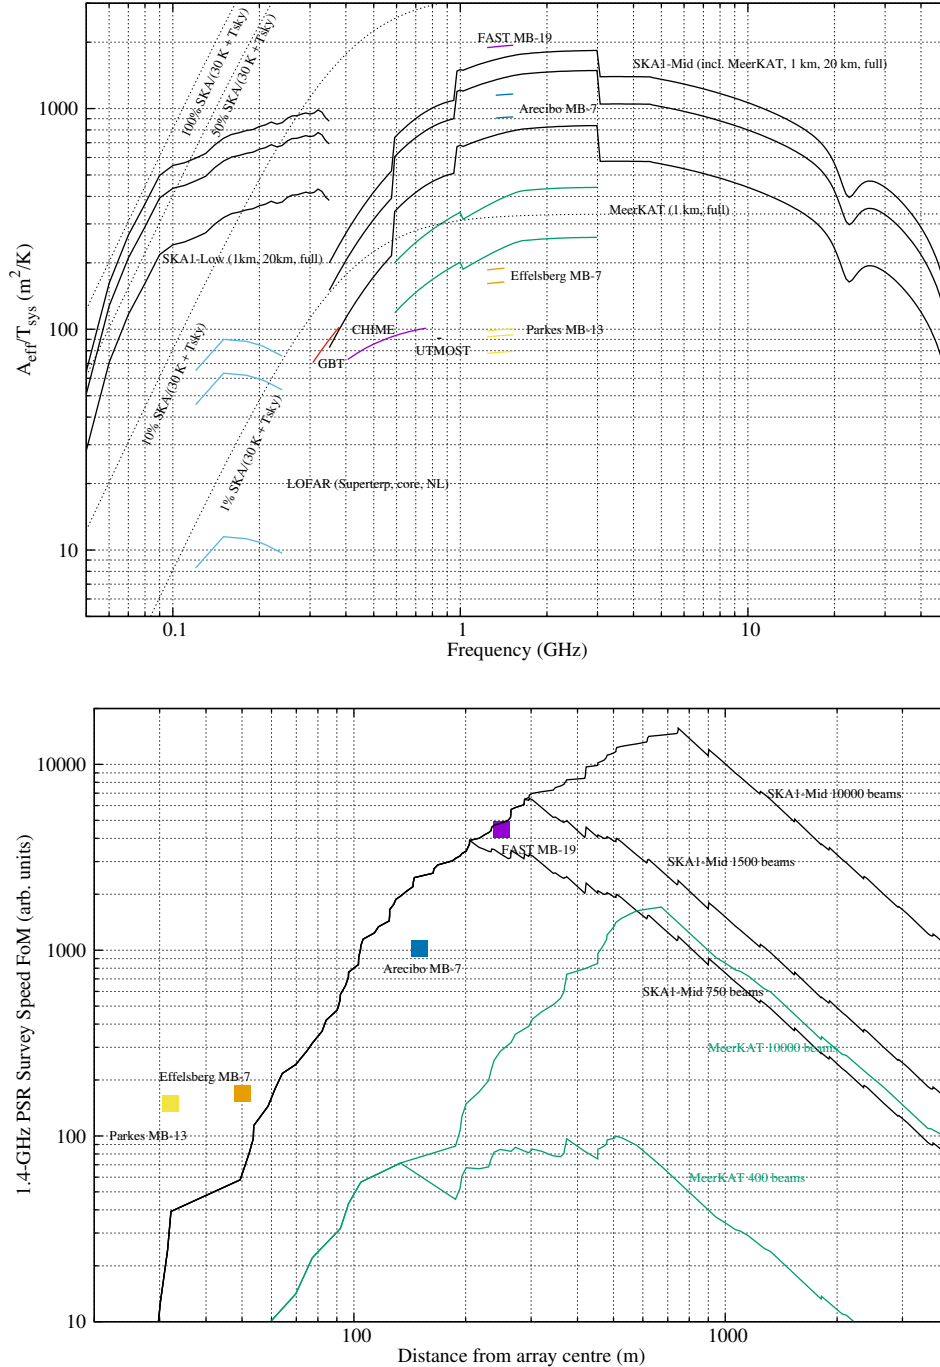 FAST MB-19
SKA1-Mid (incl. MeerKAT, 1 km, 20 km, full)
100% SKA/(30 K + Tsky)
50% SKA/(30 K + Tsky)
Arecibo MB-7
1000
MeerKAT (1 km, full)
SKA1-Low (1km, 20km, full)
Effelsberg MB-7
A_eff/T_sys (m²/K)
100
CHIME
Parkes MB-13
UTMOST
GBT
10% SKA/(30 K + Tsky)
1% SKA/(30 K + Tsky)
LOFAR (Superterp, core, NL)
10
0.1
1
10
Frequency (GHz)
10000
SKA1-Mid 10000 beams
FAST MB-19
SKA1-Mid 1500 beams
1000
Arecibo MB-7
SKA1-Mid 750 beams
MeerKAT 10000 beams
Effelsberg MB-7
100
Parkes MB-13
MeerKAT 400 beams
1.4-GHz PSR Survey Speed FoM (arb. units)
10
100
1000
Distance from array centre (m)